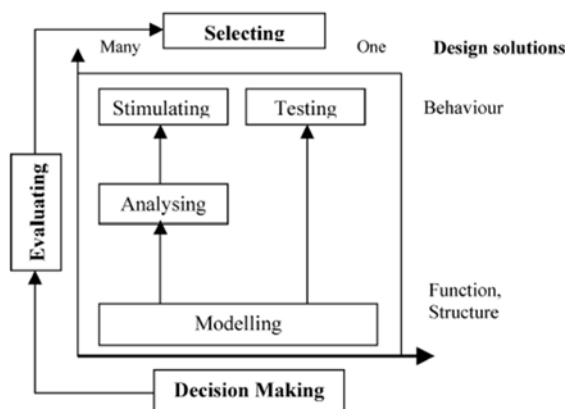 Selecting
Many
One
Design solutions
Stimulating
Testing
Behaviour
Evaluating
Analysing
Function,
Structure
Modelling
Decision Making